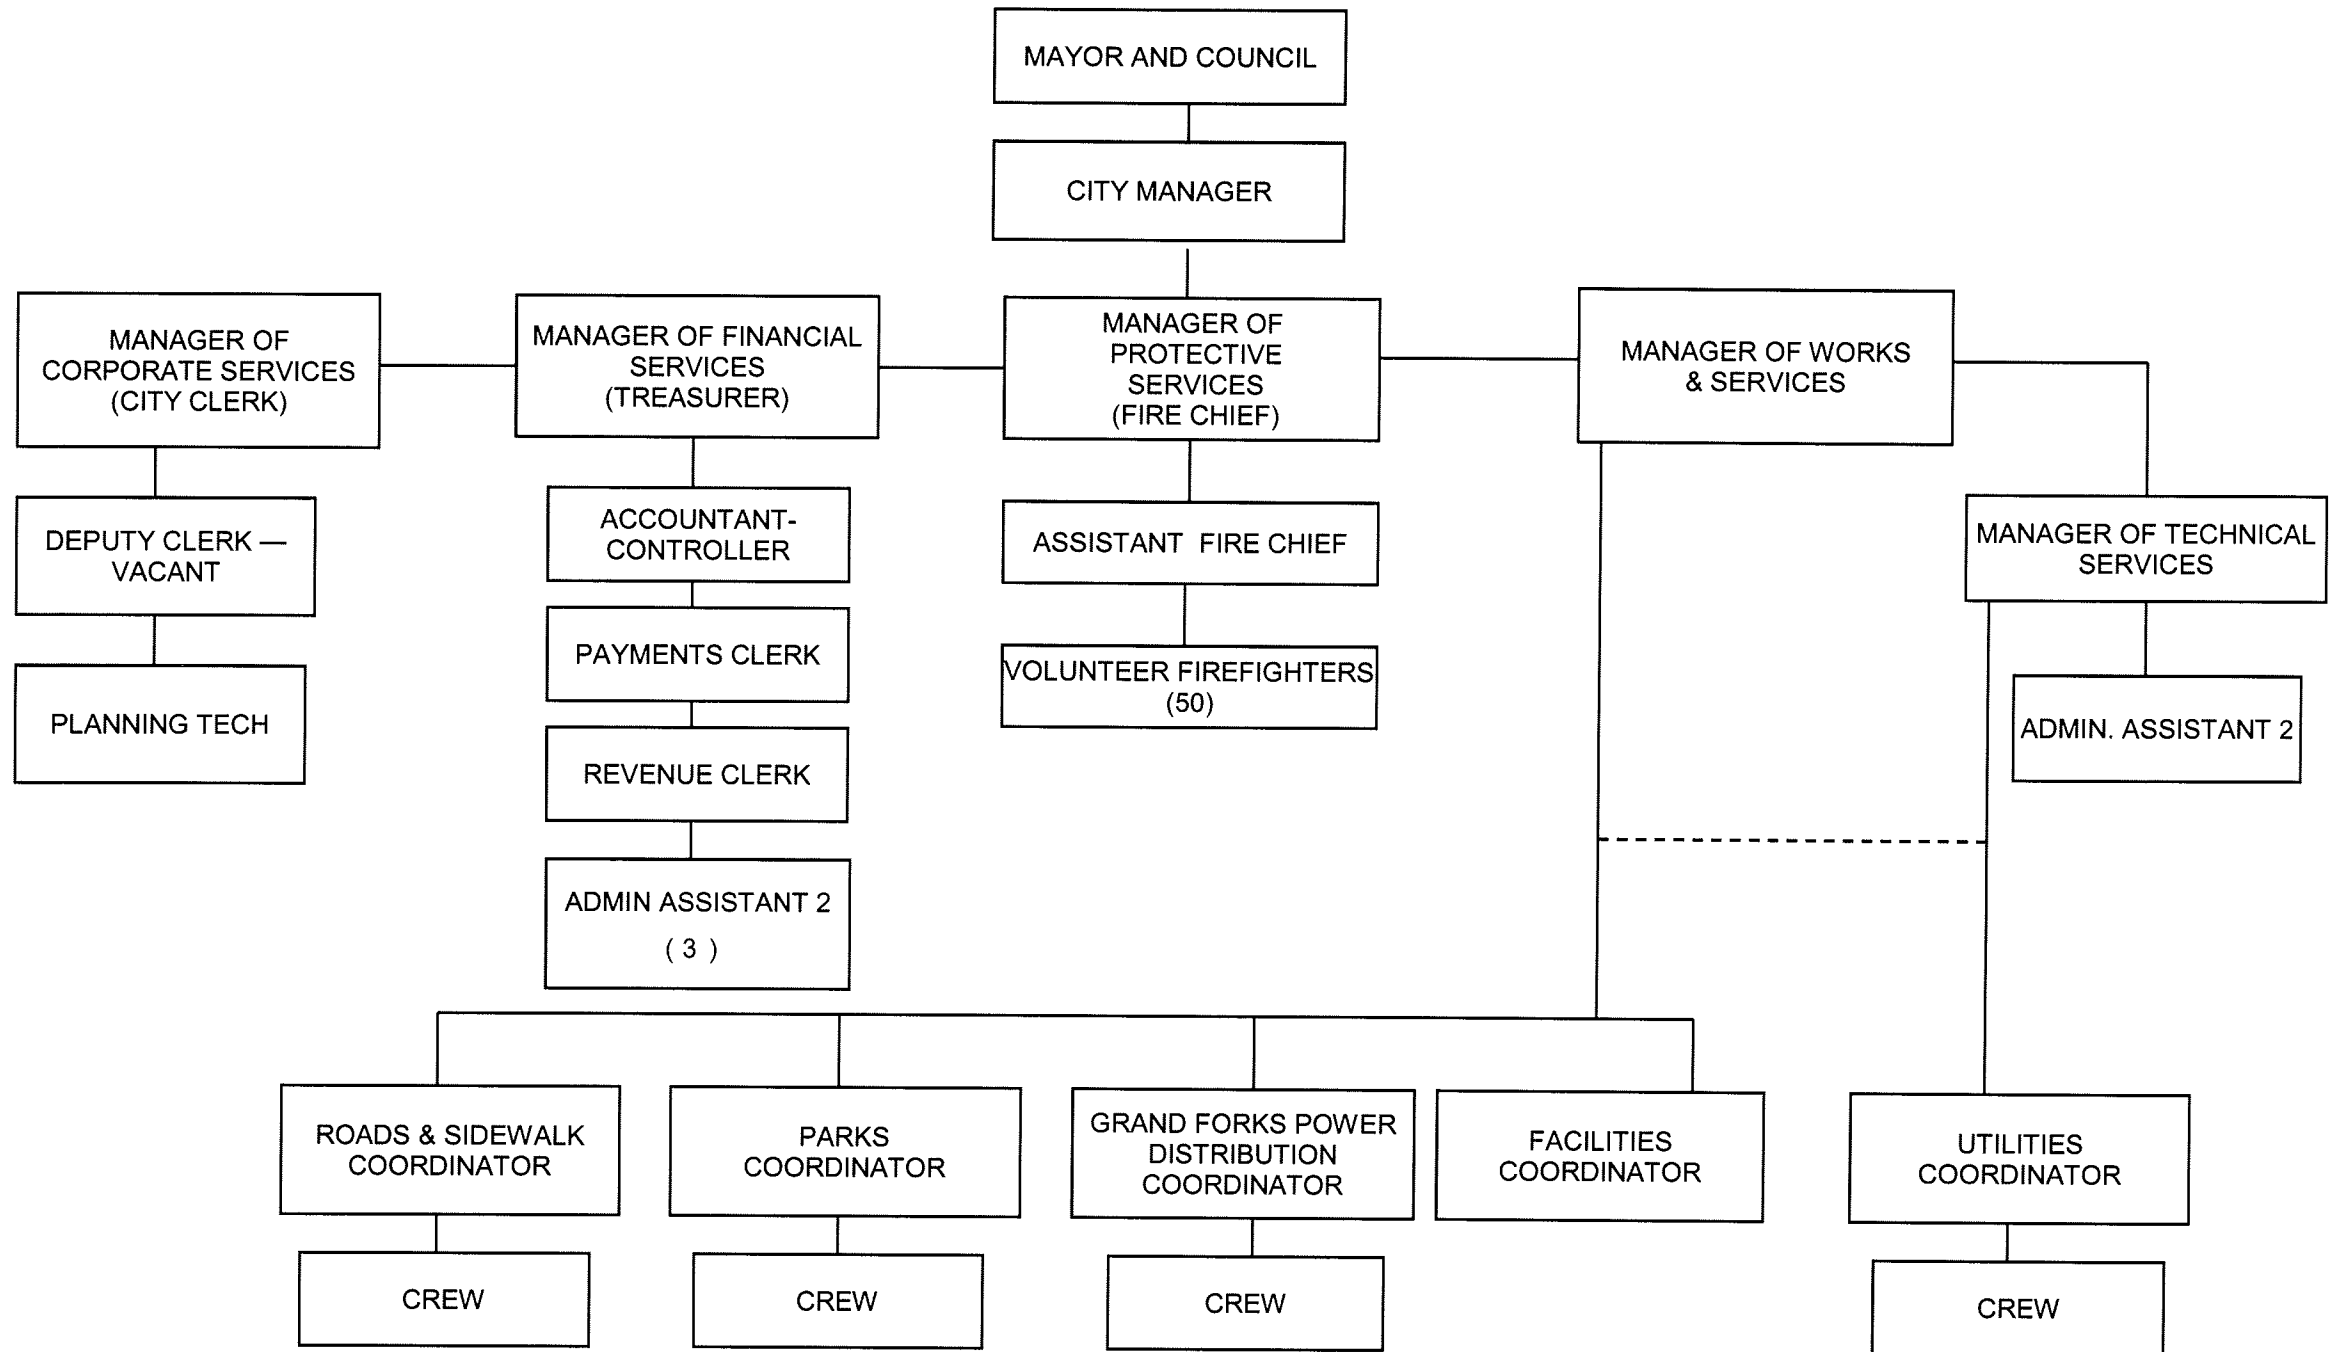 MAYOR AND COUNCIL
CITY MANAGER
MANAGER OF
CORPORATE SERVICES
(CITY CLERK)
MANAGER OF FINANCIAL
SERVICES
(TREASURER)
MANAGER OF
PROTECTIVE
SERVICES
(FIRE CHIEF)
MANAGER OF WORKS
& SERVICES
DEPUTY CLERK —
VACANT
ACCOUNTANT-
CONTROLLER
ASSISTANT FIRE CHIEF
MANAGER OF TECHNICAL
SERVICES
PLANNING TECH
PAYMENTS CLERK
VOLUNTEER FIREFIGHTERS
(50)
ADMIN. ASSISTANT 2
REVENUE CLERK
ADMIN ASSISTANT 2
( 3 )
ROADS & SIDEWALK
COORDINATOR
PARKS
COORDINATOR
GRAND FORKS POWER
DISTRIBUTION
COORDINATOR
FACILITIES
COORDINATOR
UTILITIES
COORDINATOR
CREW
CREW
CREW
CREW